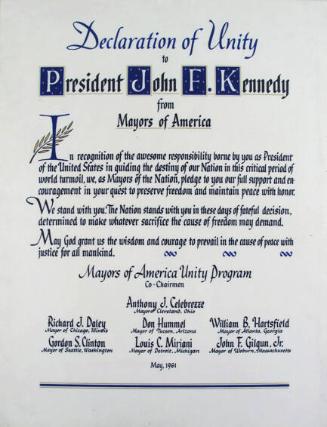 Declaration of Unity
to
President John F. Kennedy
from
Mayors of America
In recognition of the awesome responsibility borne by you as President
of the United States in guiding the destiny of our Nation in this critical period of
world turmoil, we, as Mayors of the Nation, pledge to you our full support and en-
couragement in your quest to preserve freedom and maintain peace with honor.
We stand with you. The Nation stands with you in these days of fateful decision,
determined to make whatever sacrifice the cause of freedom may demand.
May God grant us the wisdom and courage to prevail in the cause of peace with
justice for all mankind.
Mayors of America Unity Program
Co-Chairmen
Anthony J. Celebrezze
Mayor of Cleveland, Ohio
Richard J. Daley Don Hummel William B. Hartsfield
Mayor of Chicago, Illinois Mayor of Tucson, Arizona Mayor of Atlanta, Georgia
Gordon S. Clinton Louis C. Miriani John F. Gilgun, Jr.
Mayor of Seattle, Washington Mayor of Detroit, Michigan Mayor of Woburn, Massachusetts
May, 1961